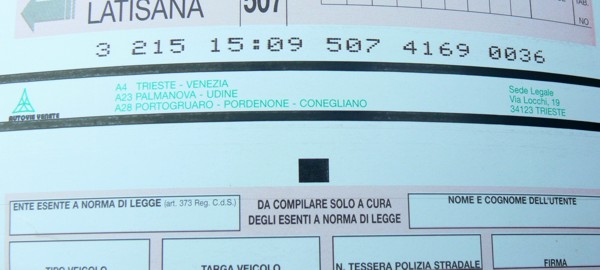 LATISANA 507
TAB.
NO
3 215 15:09 507 4169 0036
A4 TRIESTE - VENEZIA
A23 PALMANOVA - UDINE
A28 PORTOGRUARO - PORDENONE - CONEGLIANO
Sede Legale
Via Locchi, 19
34123 TRIESTE
AUTOVIE VENETE
ENTE ESENTE A NORMA DI LEGGE (art. 373 Reg. C.d.S.)
DA COMPILARE SOLO A CURA
DEGLI ESENTI A NORMA DI LEGGE
NOME E COGNOME DELL'UTENTE
TIPO VEICOLO
TARGA VEICOLO
N. TESSERA POLIZIA STRADALE
FIRMA